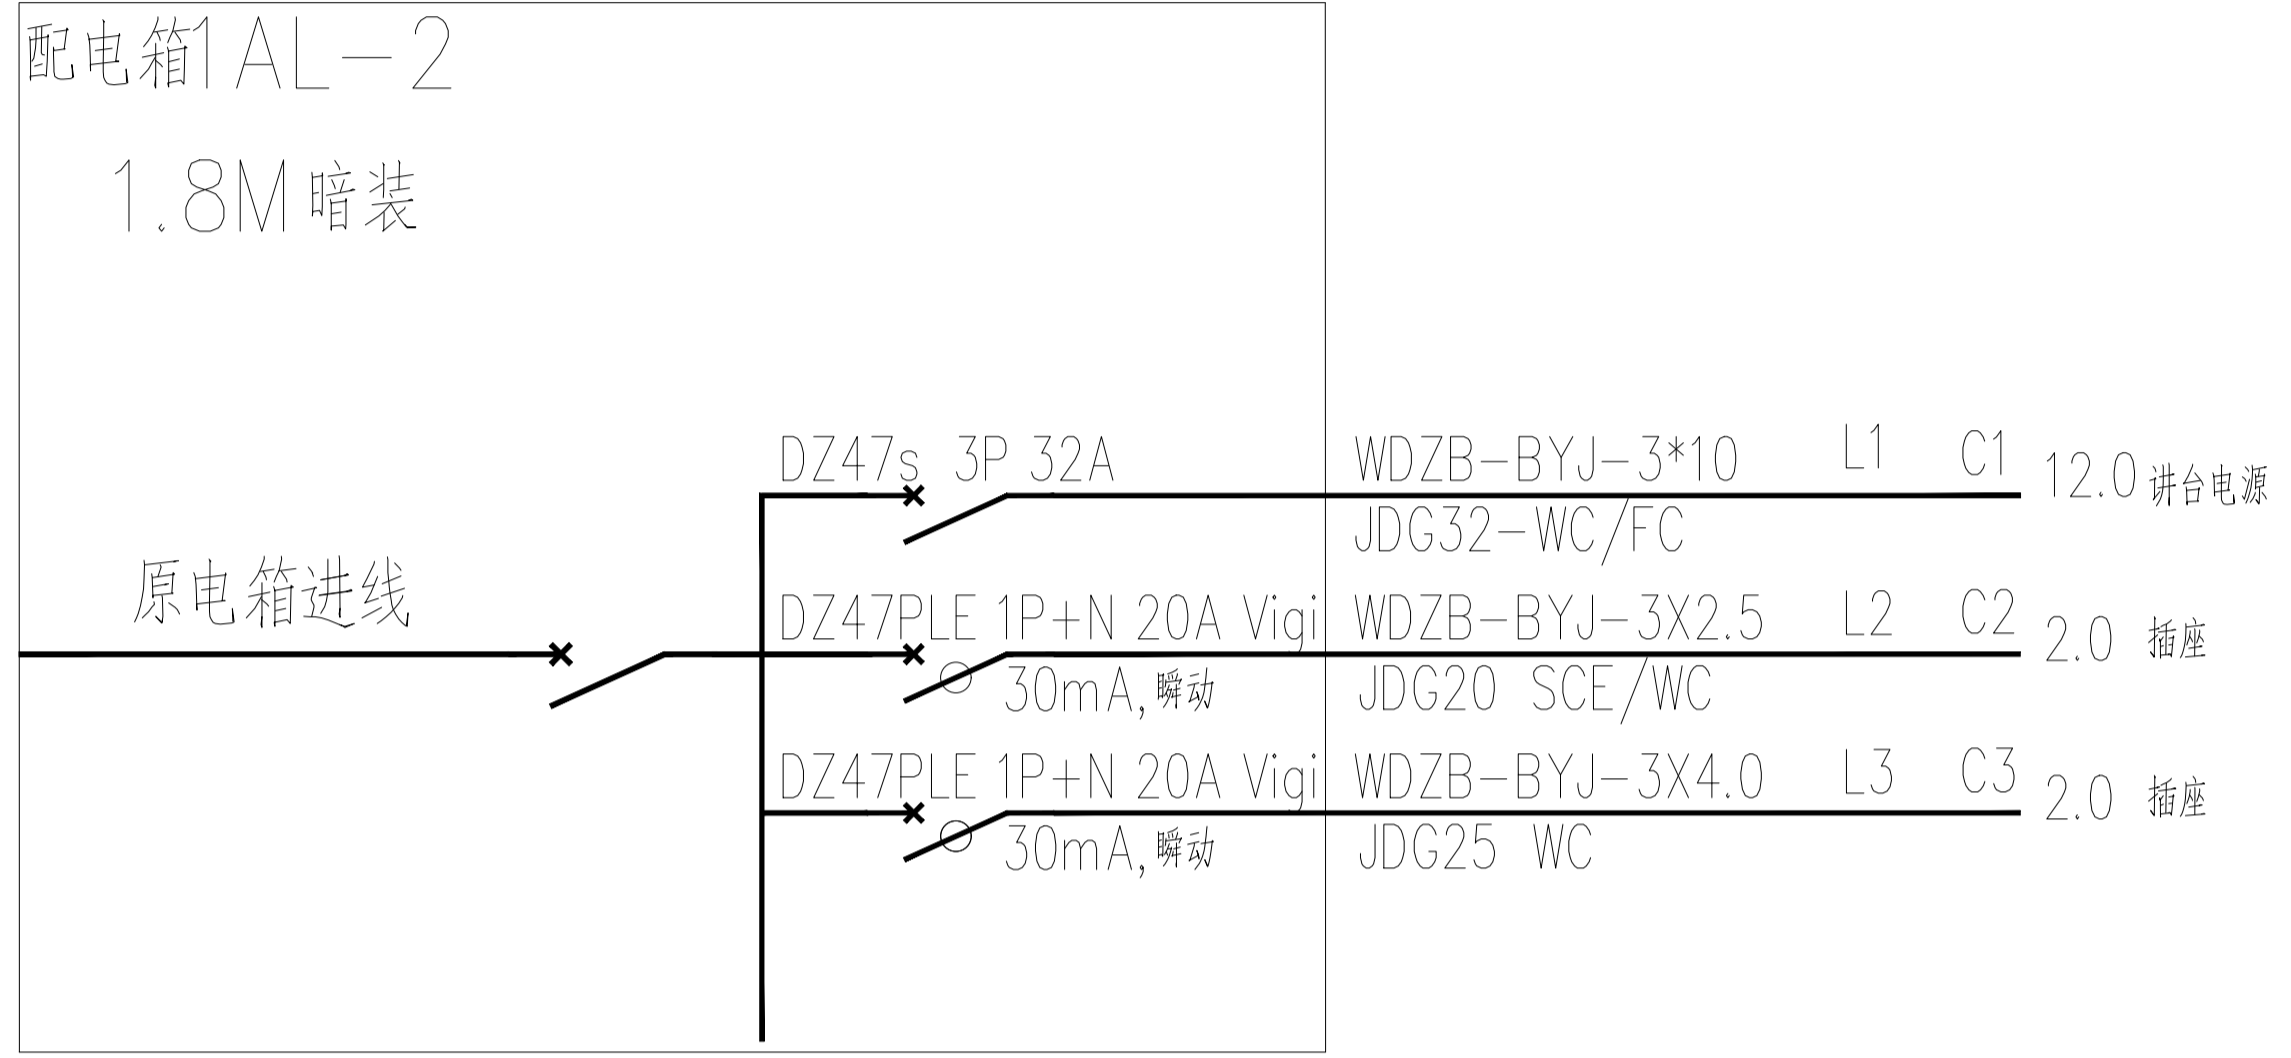 配电箱1AL-2
1.8M暗装
DZ47s 3P 32A WDZB-BYJ-3*10 L1 C1 12.0 讲台电源
JDG32-WC/FC
原电箱进线
DZ47PLE 1P+N 20A Vigi WDZB-BYJ-3X2.5 L2 C2 2.0 插座
30mA,瞬动 JDG20 SCE/WC
DZ47PLE 1P+N 20A Vigi WDZB-BYJ-3X4.0 L3 C3 2.0 插座
30mA,瞬动 JDG25 WC